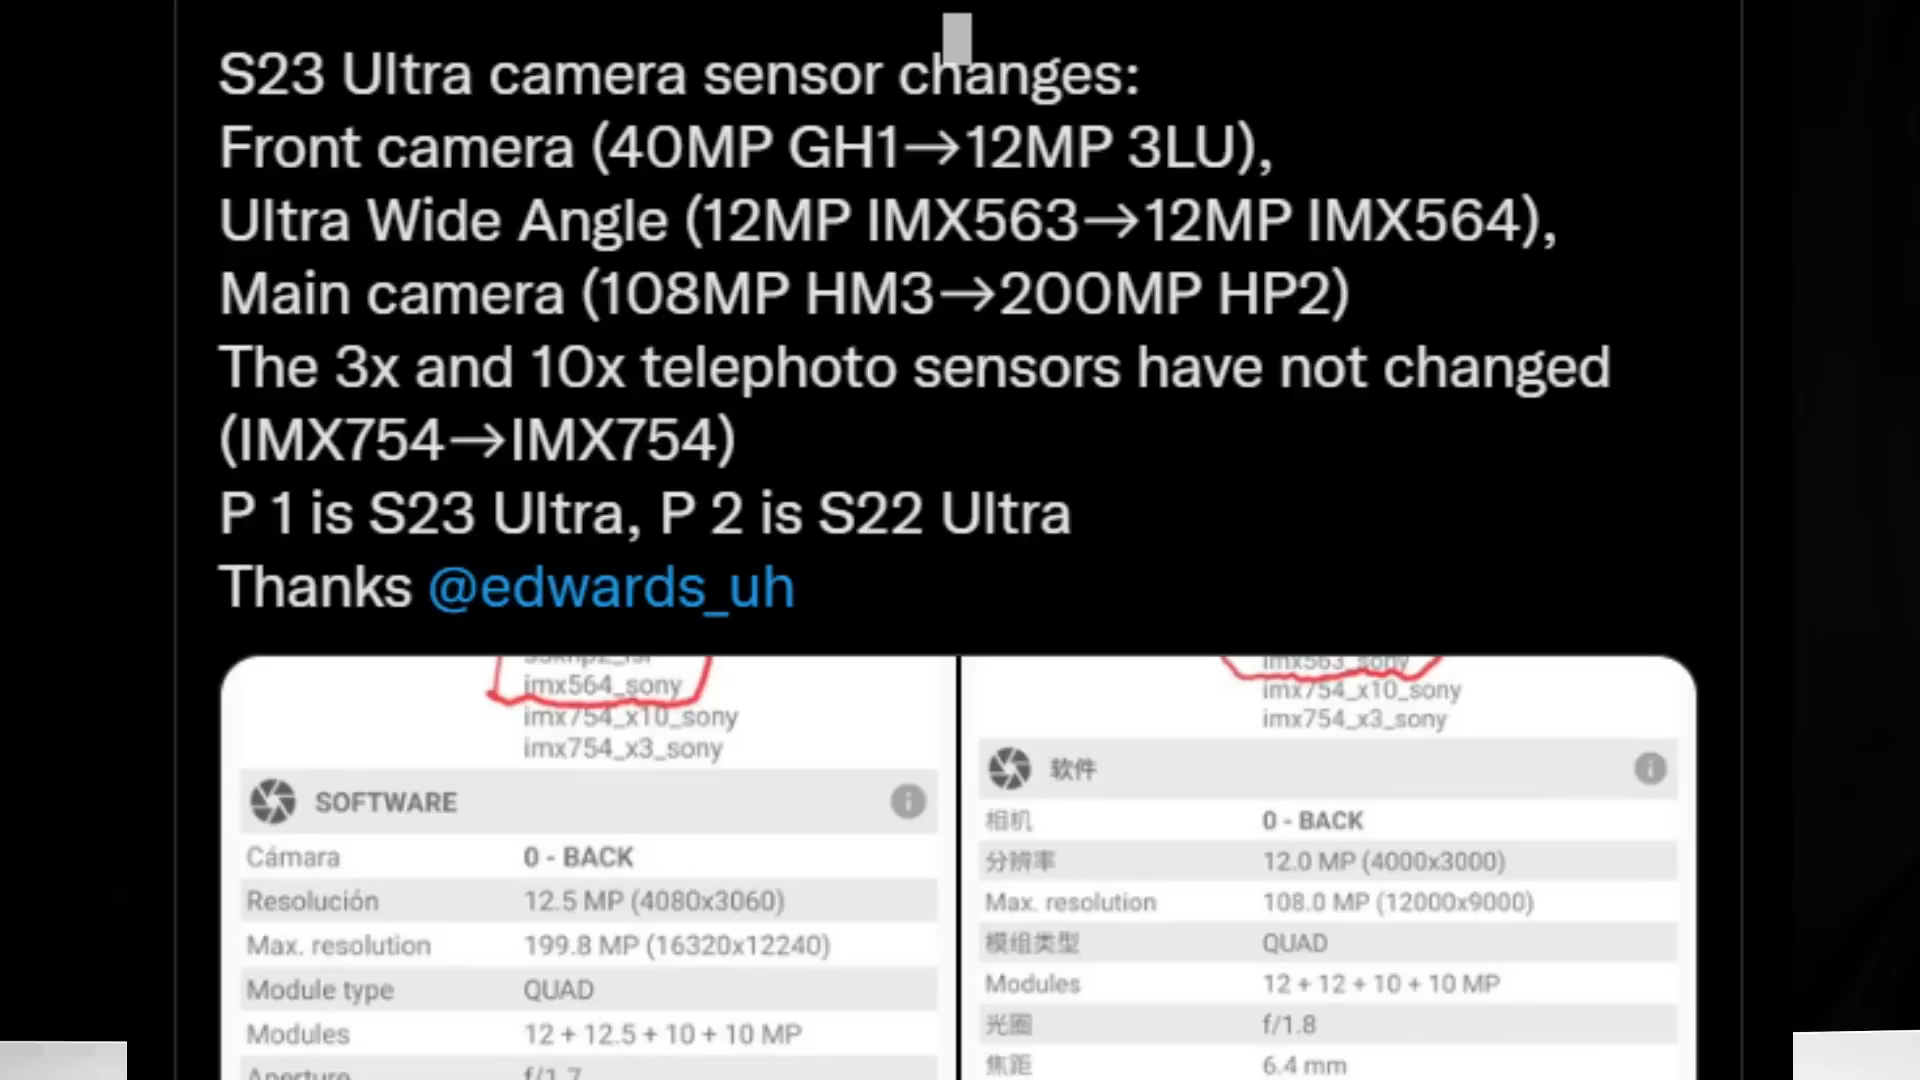 S23 Ultra camera sensor changes:
Front camera (40MP GH1→12MP 3LU),
Ultra Wide Angle (12MP IMX563→12MP IMX564),
Main camera (108MP HM3→200MP HP2)
The 3x and 10x telephoto sensors have not changed
(IMX754→IMX754)
P 1 is S23 Ultra, P 2 is S22 Ultra
Thanks @edwards_uh
imx564_sony
imx754_x10_sony
imx754_x3_sony
SOFTWARE
Cámara 0 - BACK
Resolución 12.5 MP (4080x3060)
Max. resolution 199.8 MP (16320x12240)
Module type QUAD
Modules 12 + 12.5 + 10 + 10 MP
Aperture f/1.7
imx563_sony
imx754_x10_sony
imx754_x3_sony
软件
相机 0 - BACK
分辨率 12.0 MP (4000x3000)
Max. resolution 108.0 MP (12000x9000)
模组类型 QUAD
Modules 12 + 12 + 10 + 10 MP
光圈 f/1.8
焦距 6.4 mm